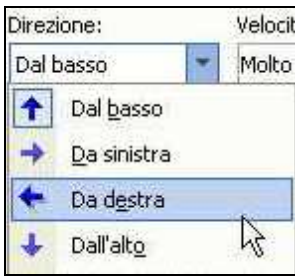 Direzione: Velocit
Dal basso Molto
Dal basso
Da sinistra
Da destra
Dall'alto